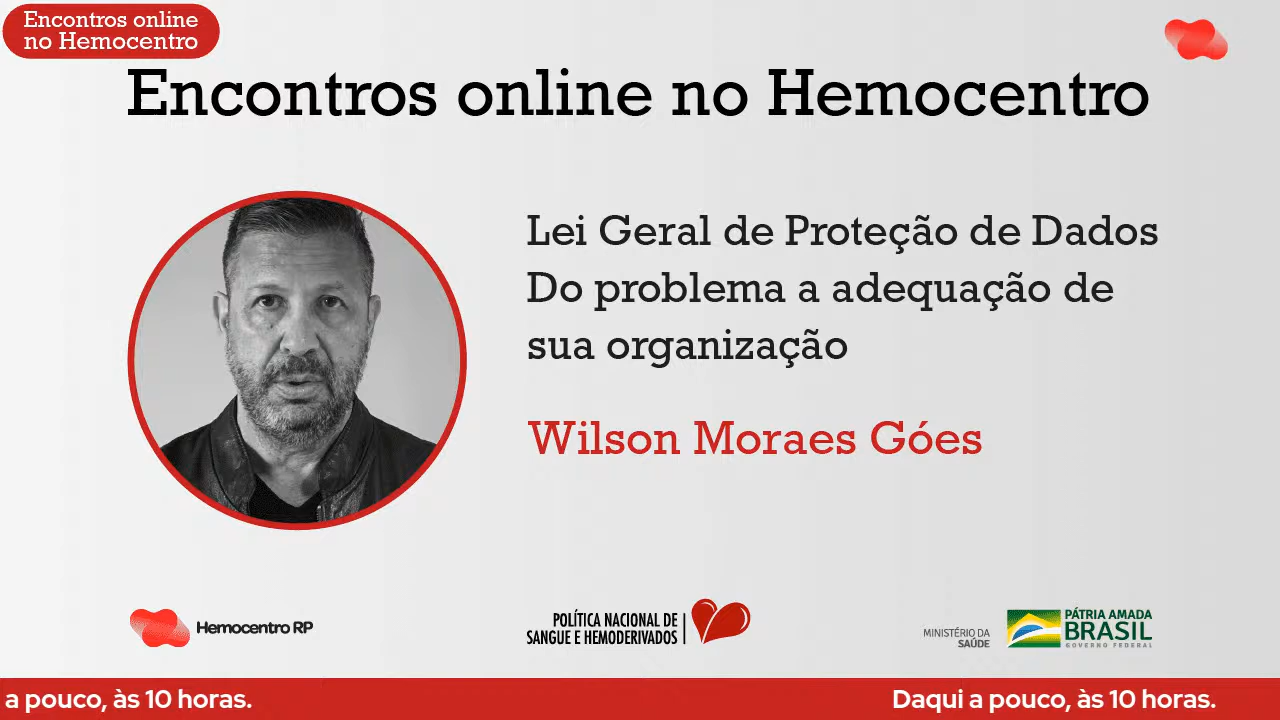 Encontros online
no Hemocentro
Encontros online no Hemocentro
Lei Geral de Proteção de Dados
Do problema a adequação de
sua organização
Wilson Moraes Góes
Hemocentro RP
POLÍTICA NACIONAL DE
SANGUE E HEMODERIVADOS
MINISTÉRIO DA
SAÚDE
PÁTRIA AMADA
BRASIL
GOVERNO FEDERAL
a pouco, às 10 horas.
Daqui a pouco, às 10 horas.